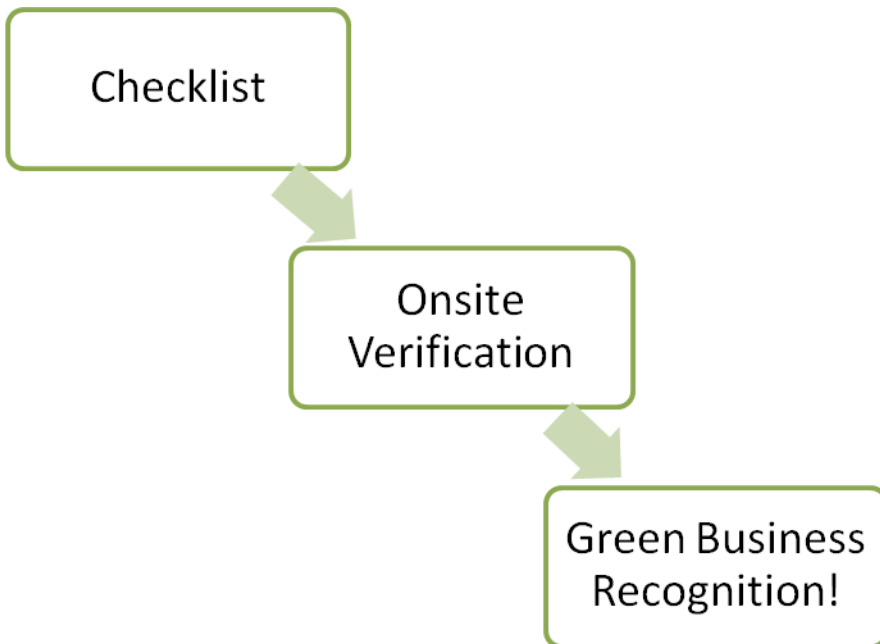 Checklist
Onsite
Verification
Green Business
Recognition!